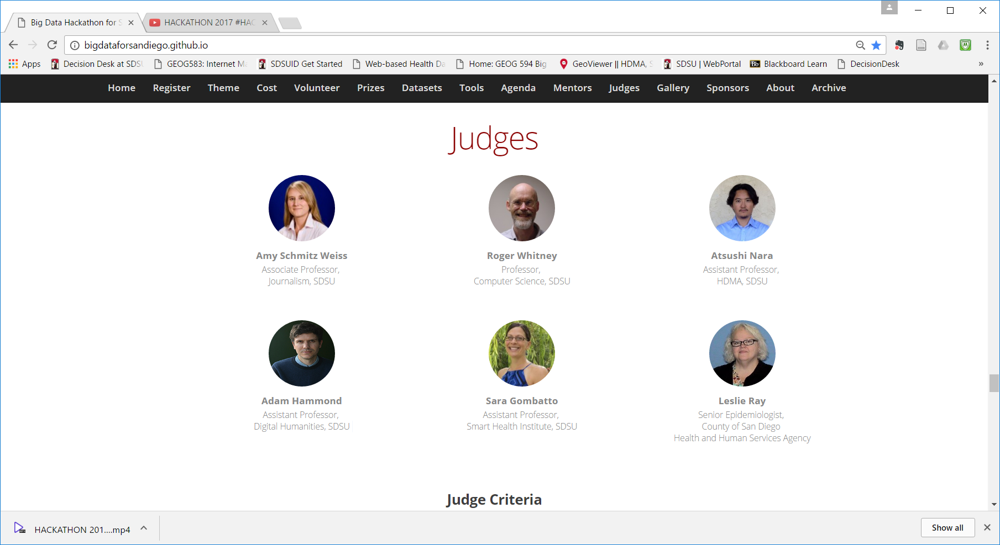 Big Data Hackathon for S
HACKATHON 2017 #HAC
bigdataforsandiego.github.io
Apps
Decision Desk at SDSU
GEOG583: Internet Ma
SDSUID Get Started
Web-based Health Da
Home: GEOG 594 Big
GeoViewer || HDMA, S
SDSU | WebPortal
Bb Blackboard Learn
DecisionDesk
»
Home Register Theme Cost Volunteer Prizes Datasets Tools Agenda Mentors Judges Gallery Sponsors About Archive
Judges
Amy Schmitz Weiss
Associate Professor,
Journalism, SDSU
Roger Whitney
Professor,
Computer Science, SDSU
Atsushi Nara
Assistant Professor,
HDMA, SDSU
Adam Hammond
Assistant Professor,
Digital Humanities, SDSU
Sara Gombatto
Assistant Professor,
Smart Health Institute, SDSU
Leslie Ray
Senior Epidemiologist,
County of San Diego
Health and Human Services Agency
Judge Criteria
HACKATHON 201....mp4
Show all